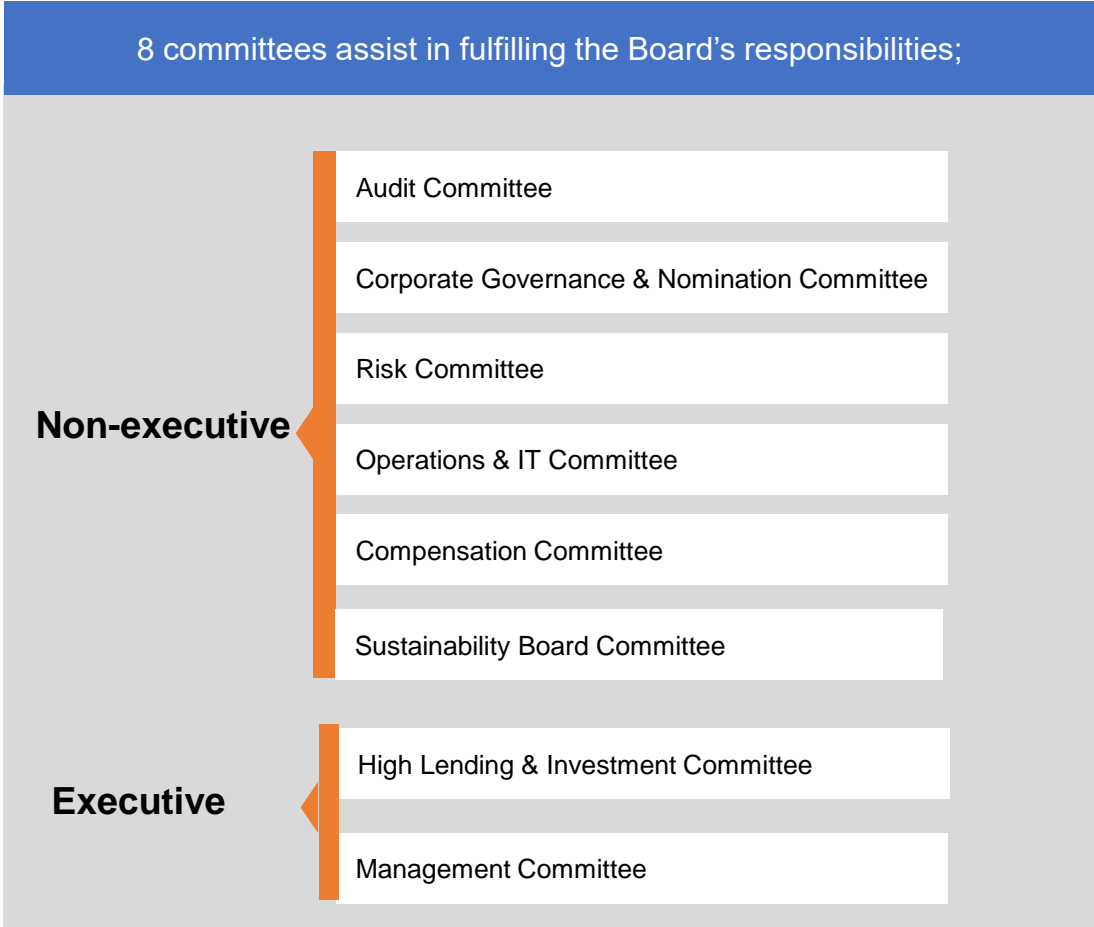 8 committees assist in fulfilling the Board’s responsibilities;
Audit Committee
Corporate Governance & Nomination Committee
Risk Committee
Non-executive
Operations & IT Committee
Compensation Committee
Sustainability Board Committee
High Lending & Investment Committee
Executive
Management Committee